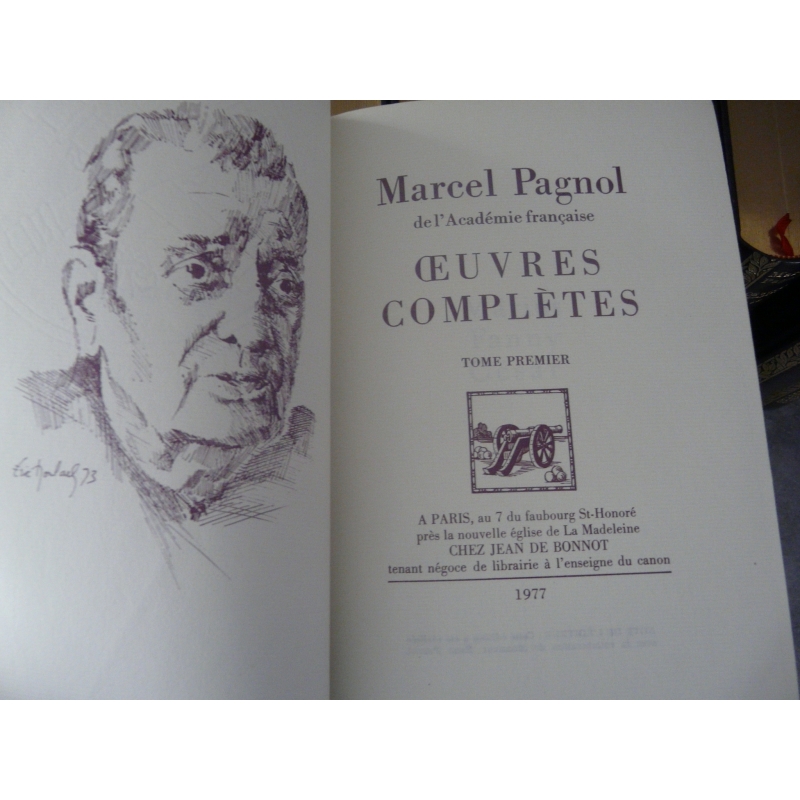 Marcel Pagnol
de l'Académie française
ŒUVRES
COMPLÈTES
TOME PREMIER
A PARIS, au 7 du faubourg St-Honoré
près la nouvelle église de La Madeleine
CHEZ JEAN DE BONNOT
tenant négoce de librairie à l'enseigne du canon
1977